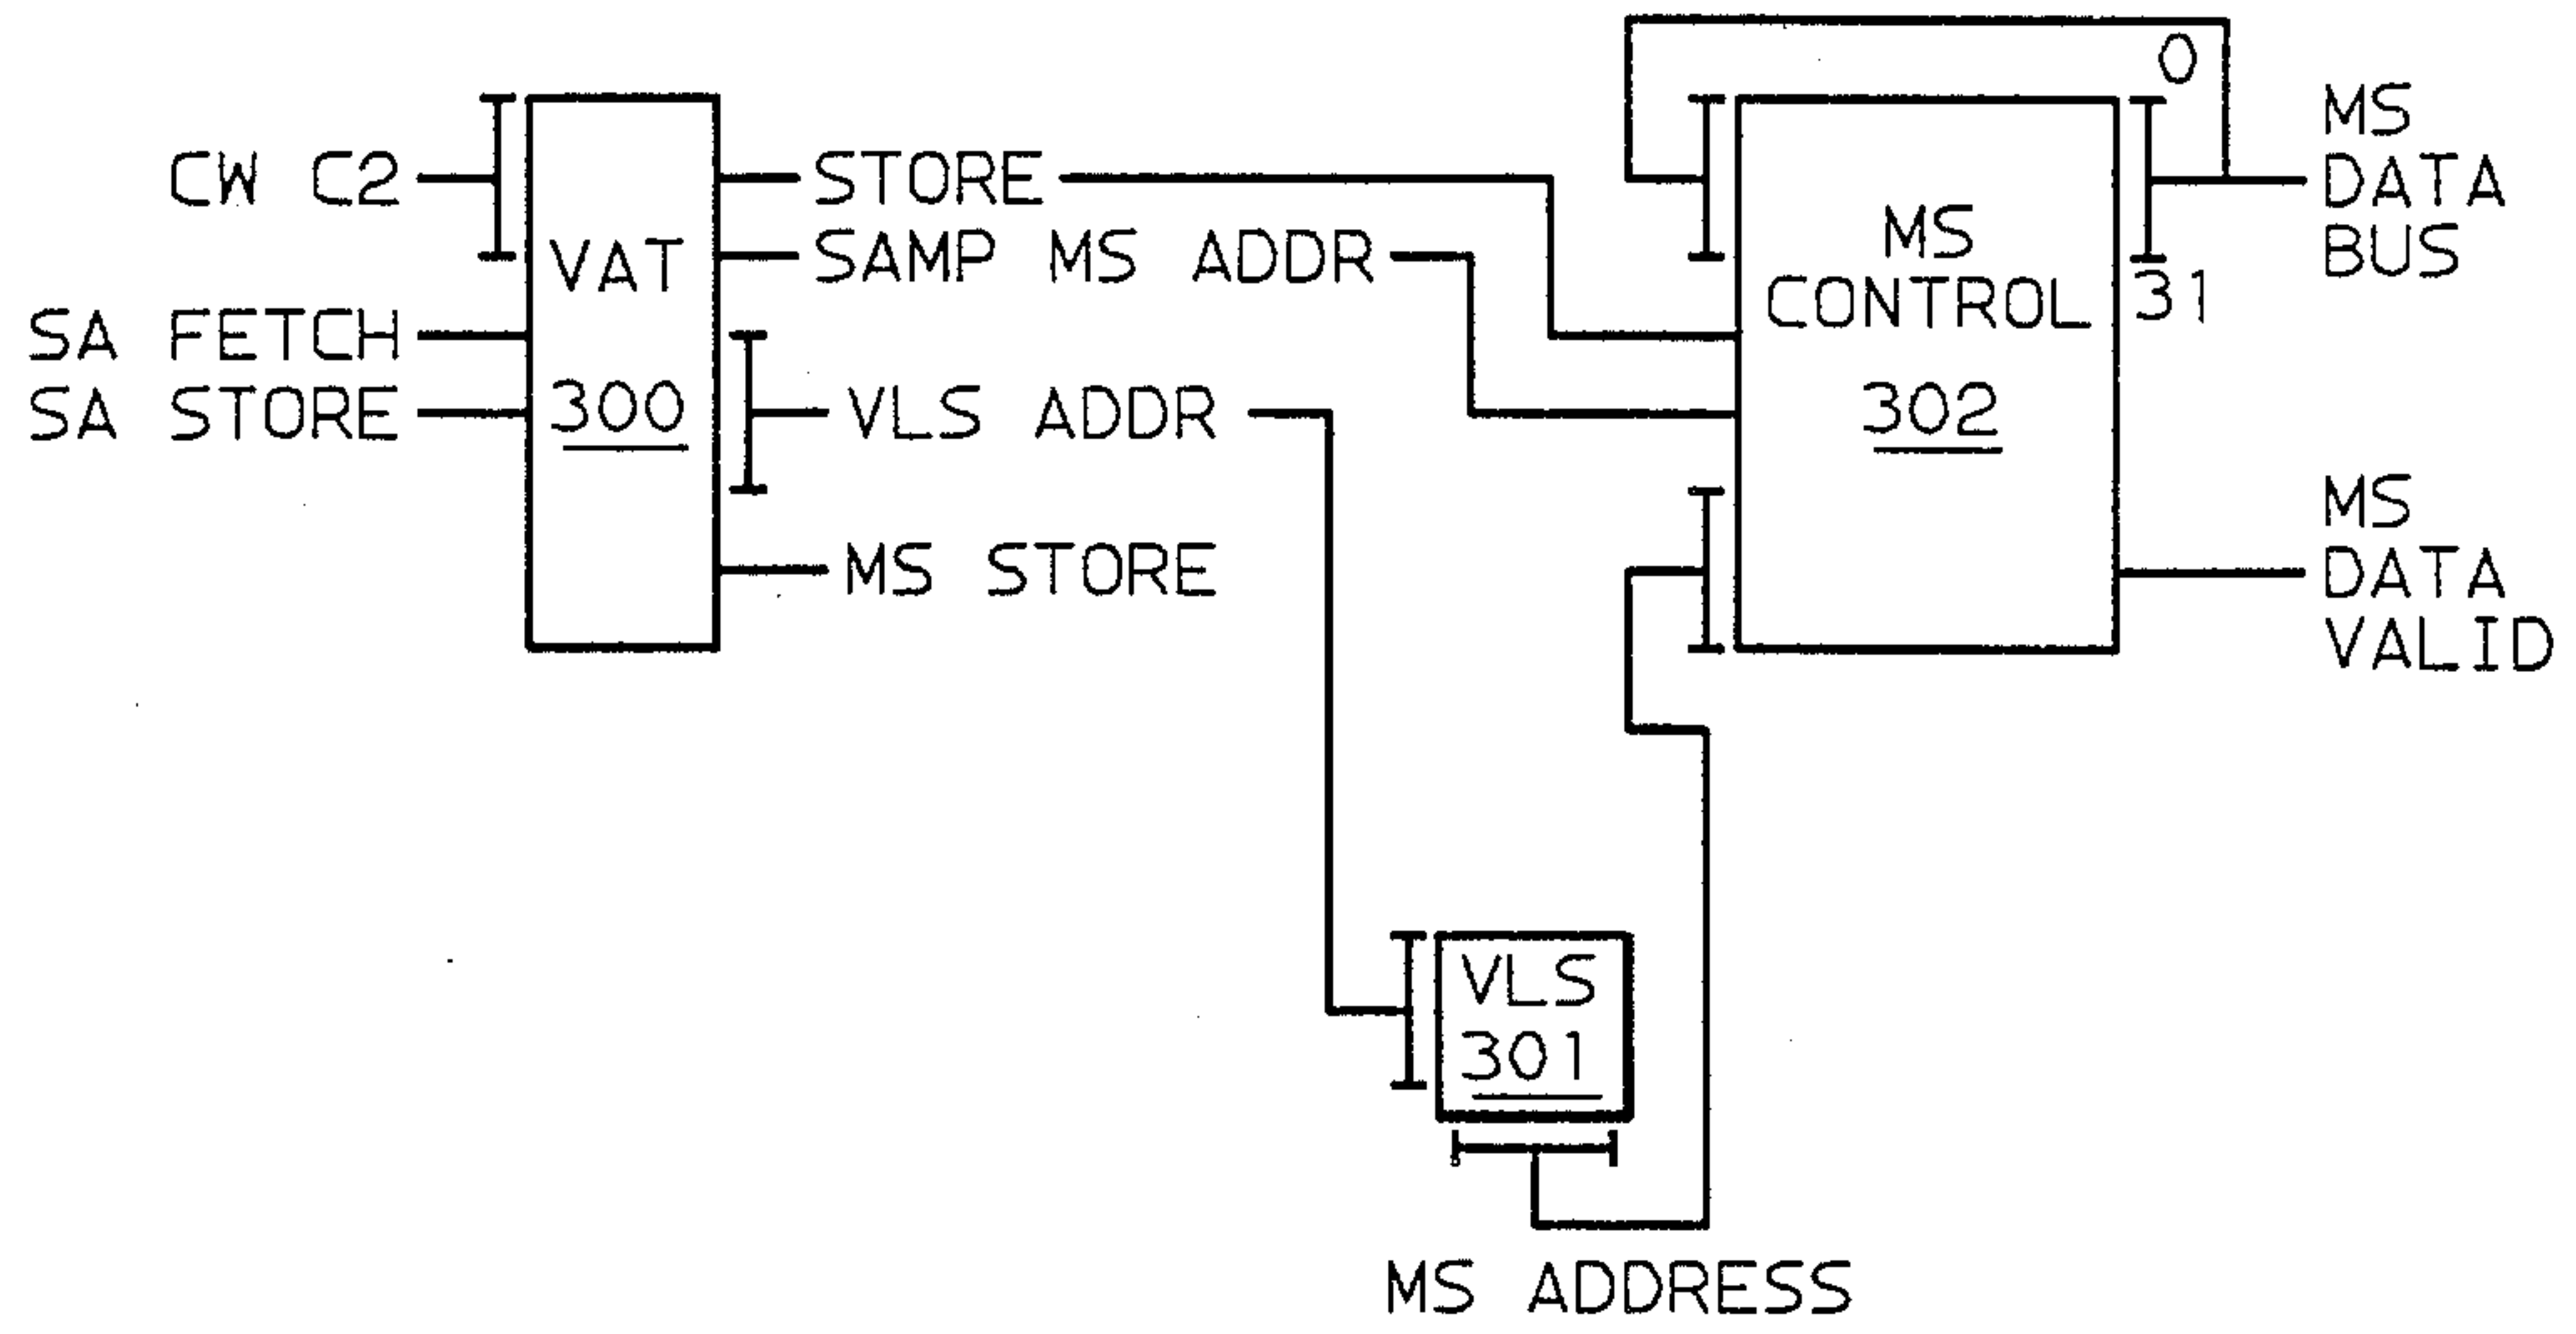 CW C2
SA FETCH
SA STORE
VAT
300
STORE
SAMP MS ADDR
VLS ADDR
MS STORE
MS
CONTROL
302
0
31
MS
DATA
BUS
MS
DATA
VALID
VLS
301
MS ADDRESS